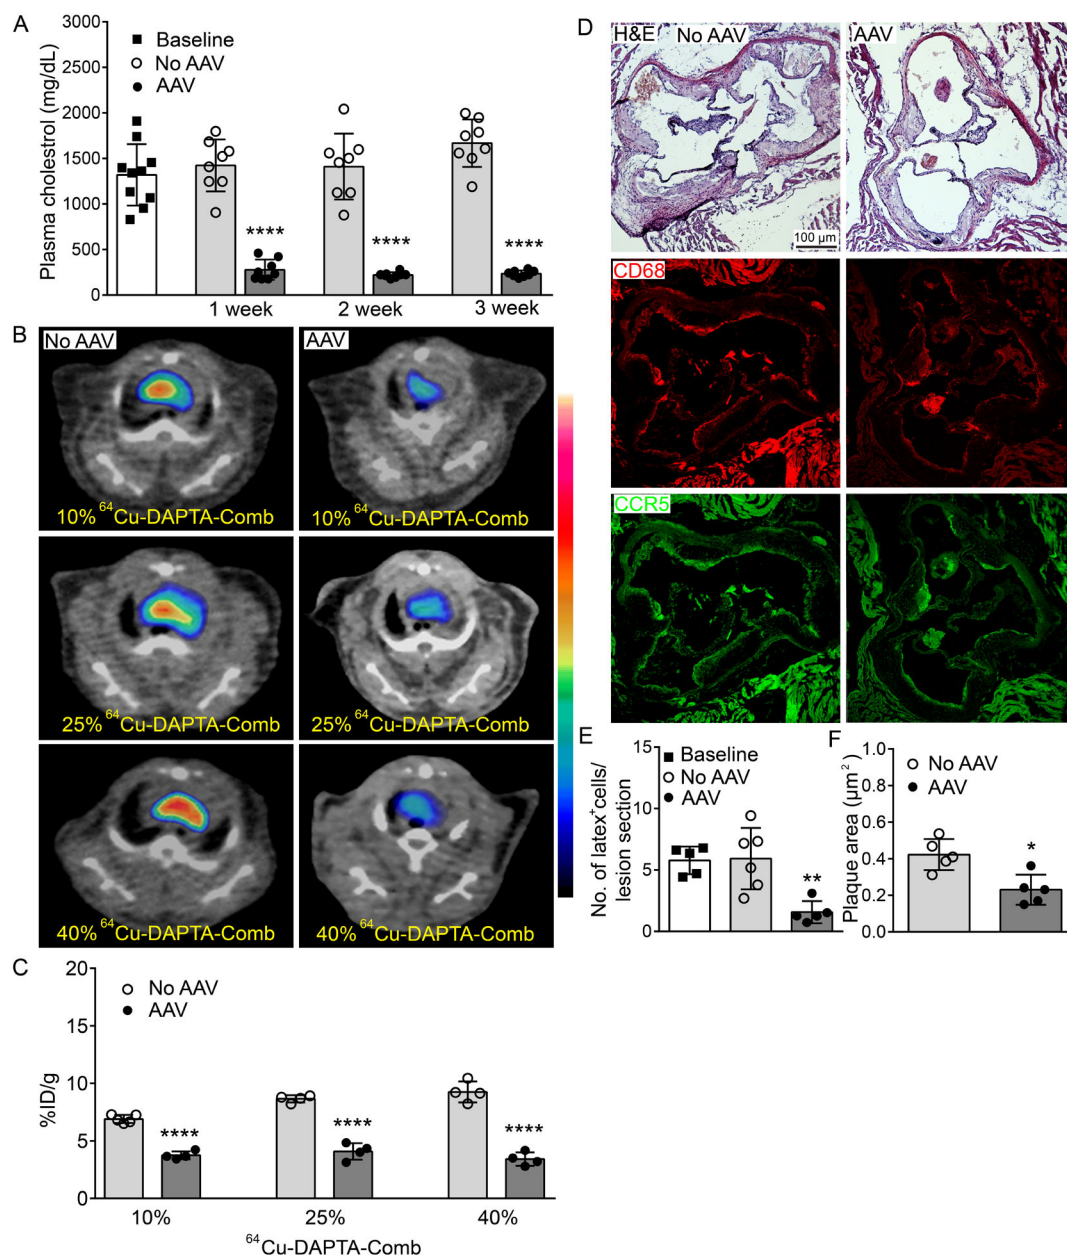 A
3000
2500
2000
1500
1000
500
0
Plasma cholestrol (mg/dL)
Baseline
No AAV
AAV
****
****
****
1 week
2 week
3 week
B
No AAV
AAV
10% ⁶⁴Cu-DAPTA-Comb
10% ⁶⁴Cu-DAPTA-Comb
25% ⁶⁴Cu-DAPTA-Comb
25% ⁶⁴Cu-DAPTA-Comb
40% ⁶⁴Cu-DAPTA-Comb
40% ⁶⁴Cu-DAPTA-Comb
C
20
15
10
5
0
%ID/g
No AAV
AAV
****
****
****
10%
25%
40%
⁶⁴Cu-DAPTA-Comb
D
H&E
No AAV
AAV
100 µm
CD68
CCR5
E
15
10
5
0
No. of latex⁺cells/
lesion section
Baseline
No AAV
AAV
**
F
1.0
0.8
0.6
0.4
0.2
0.0
Plaque area (µm²)
No AAV
AAV
*